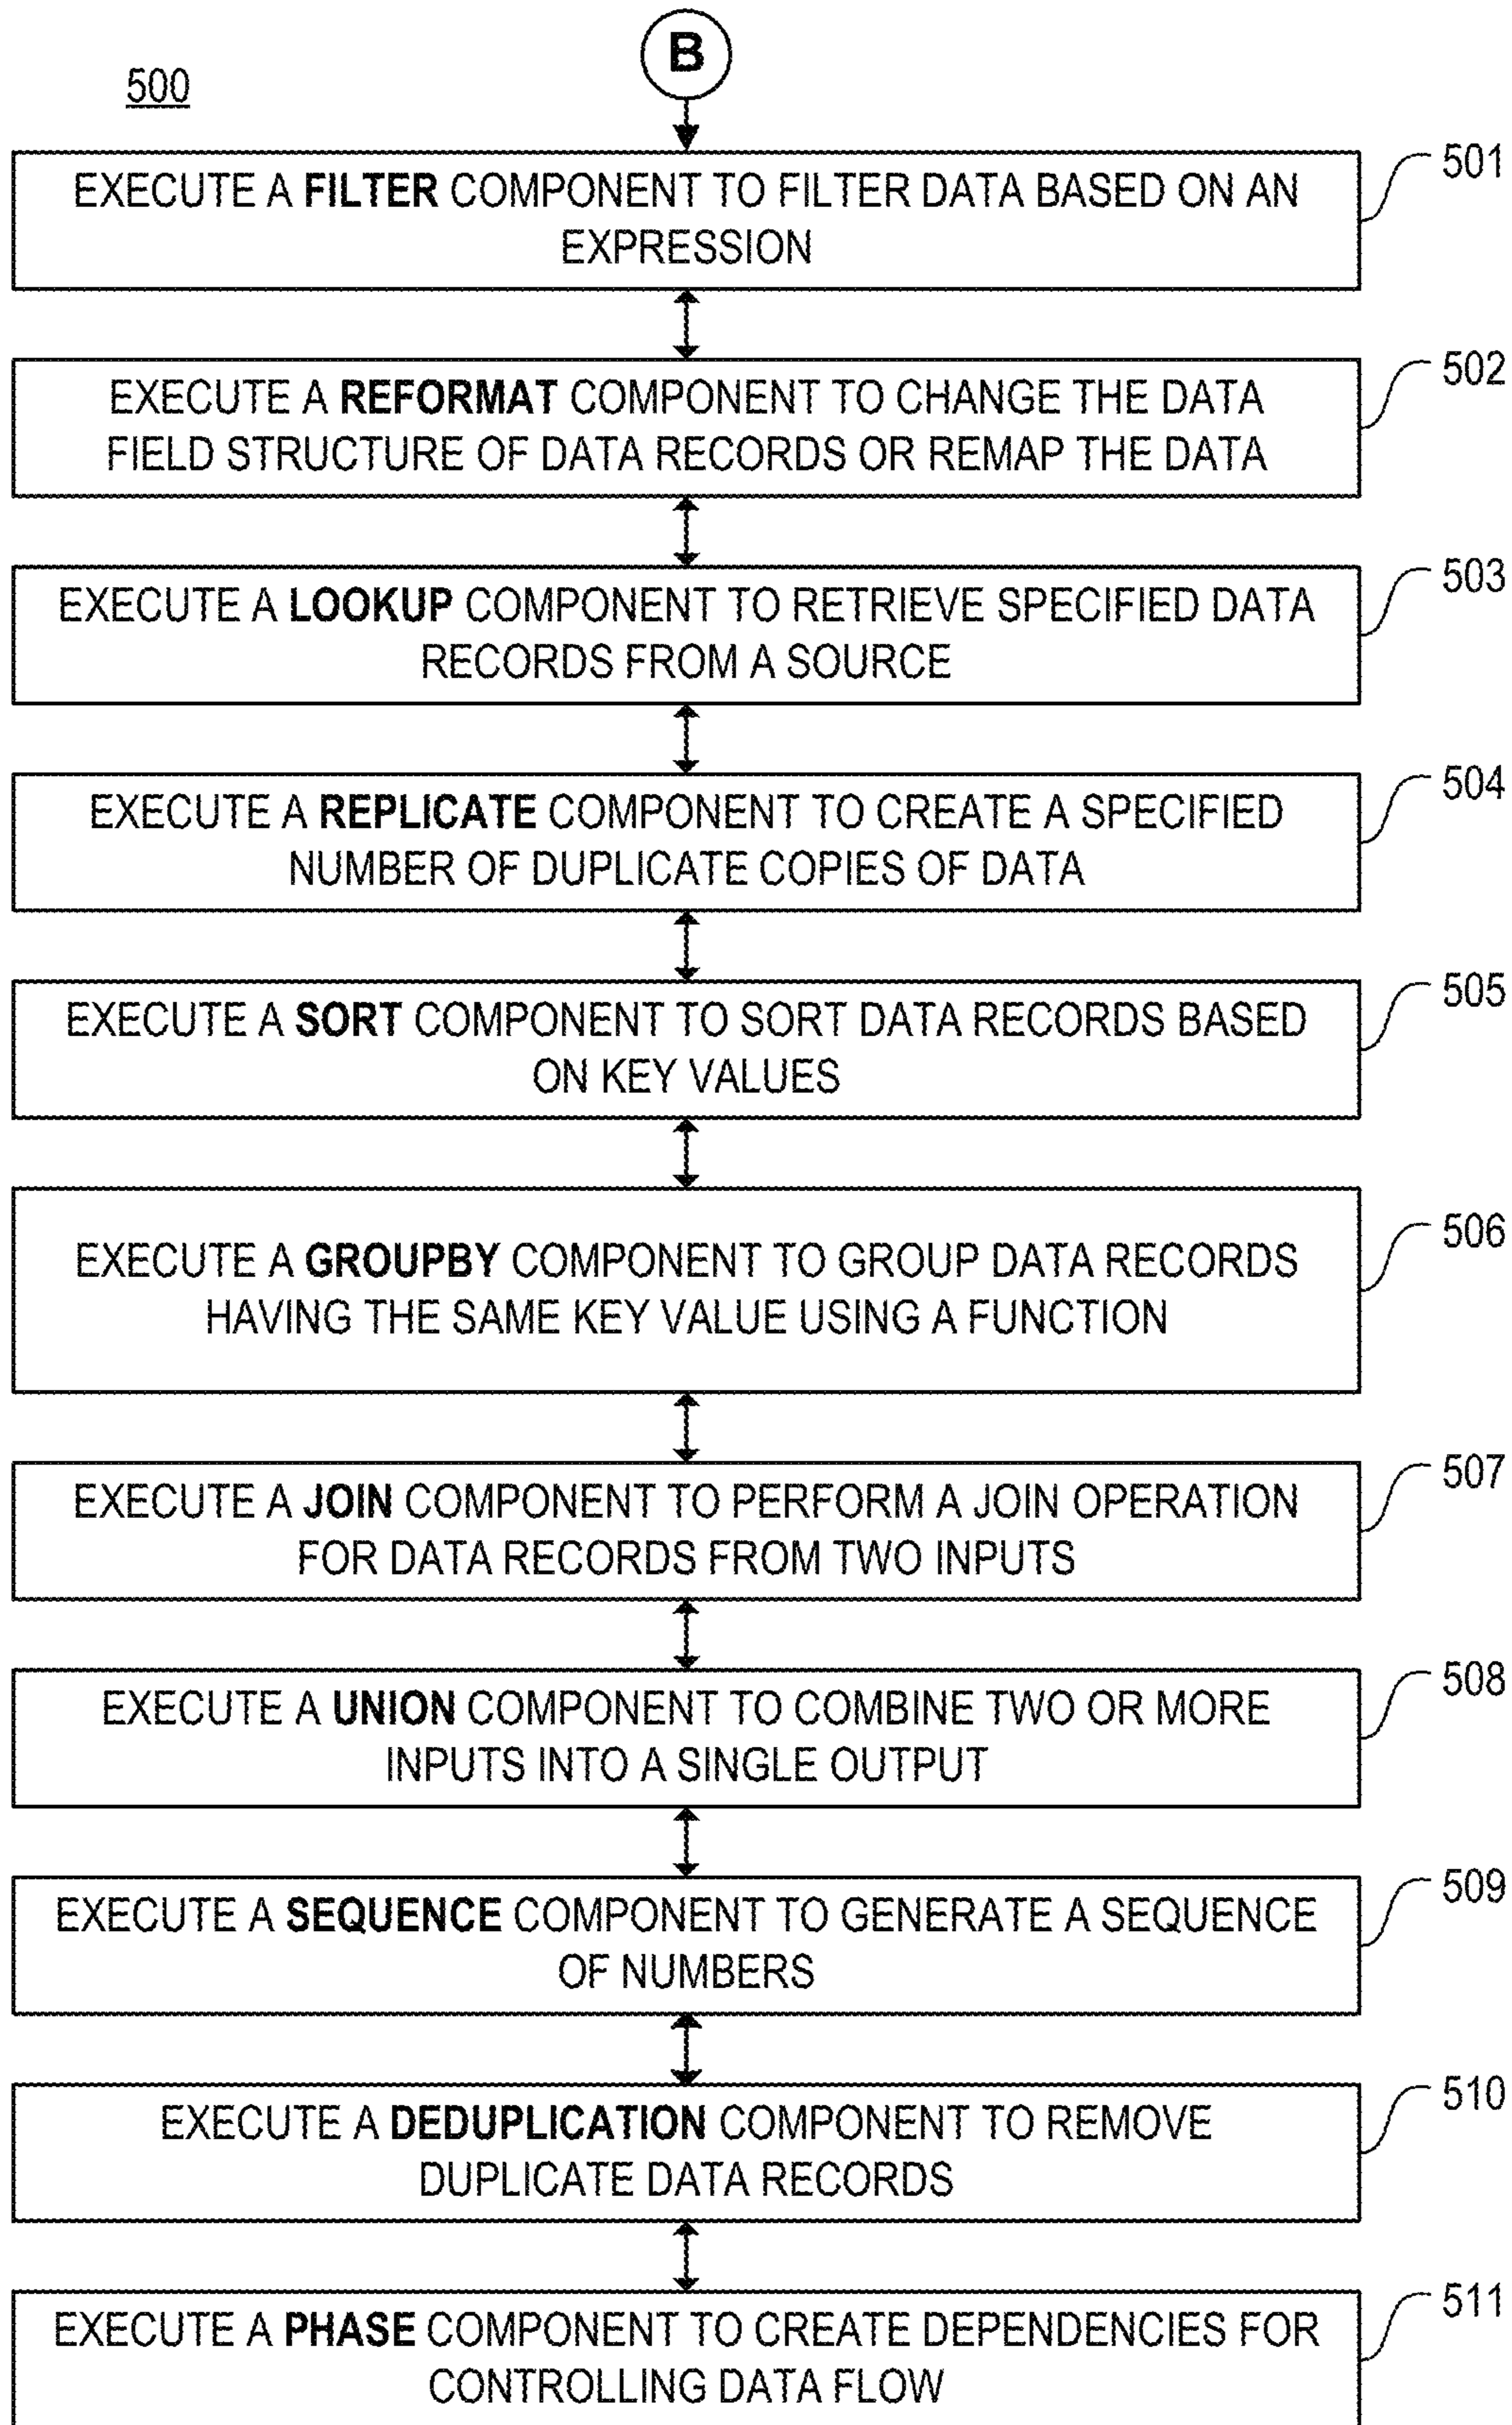 B
500
EXECUTE A FILTER COMPONENT TO FILTER DATA BASED ON AN
EXPRESSION
501
EXECUTE A REFORMAT COMPONENT TO CHANGE THE DATA
FIELD STRUCTURE OF DATA RECORDS OR REMAP THE DATA
502
EXECUTE A LOOKUP COMPONENT TO RETRIEVE SPECIFIED DATA
RECORDS FROM A SOURCE
503
EXECUTE A REPLICATE COMPONENT TO CREATE A SPECIFIED
NUMBER OF DUPLICATE COPIES OF DATA
504
EXECUTE A SORT COMPONENT TO SORT DATA RECORDS BASED
ON KEY VALUES
505
EXECUTE A GROUPBY COMPONENT TO GROUP DATA RECORDS
HAVING THE SAME KEY VALUE USING A FUNCTION
506
EXECUTE A JOIN COMPONENT TO PERFORM A JOIN OPERATION
FOR DATA RECORDS FROM TWO INPUTS
507
EXECUTE A UNION COMPONENT TO COMBINE TWO OR MORE
INPUTS INTO A SINGLE OUTPUT
508
EXECUTE A SEQUENCE COMPONENT TO GENERATE A SEQUENCE
OF NUMBERS
509
EXECUTE A DEDUPLICATION COMPONENT TO REMOVE
DUPLICATE DATA RECORDS
510
EXECUTE A PHASE COMPONENT TO CREATE DEPENDENCIES FOR
CONTROLLING DATA FLOW
511